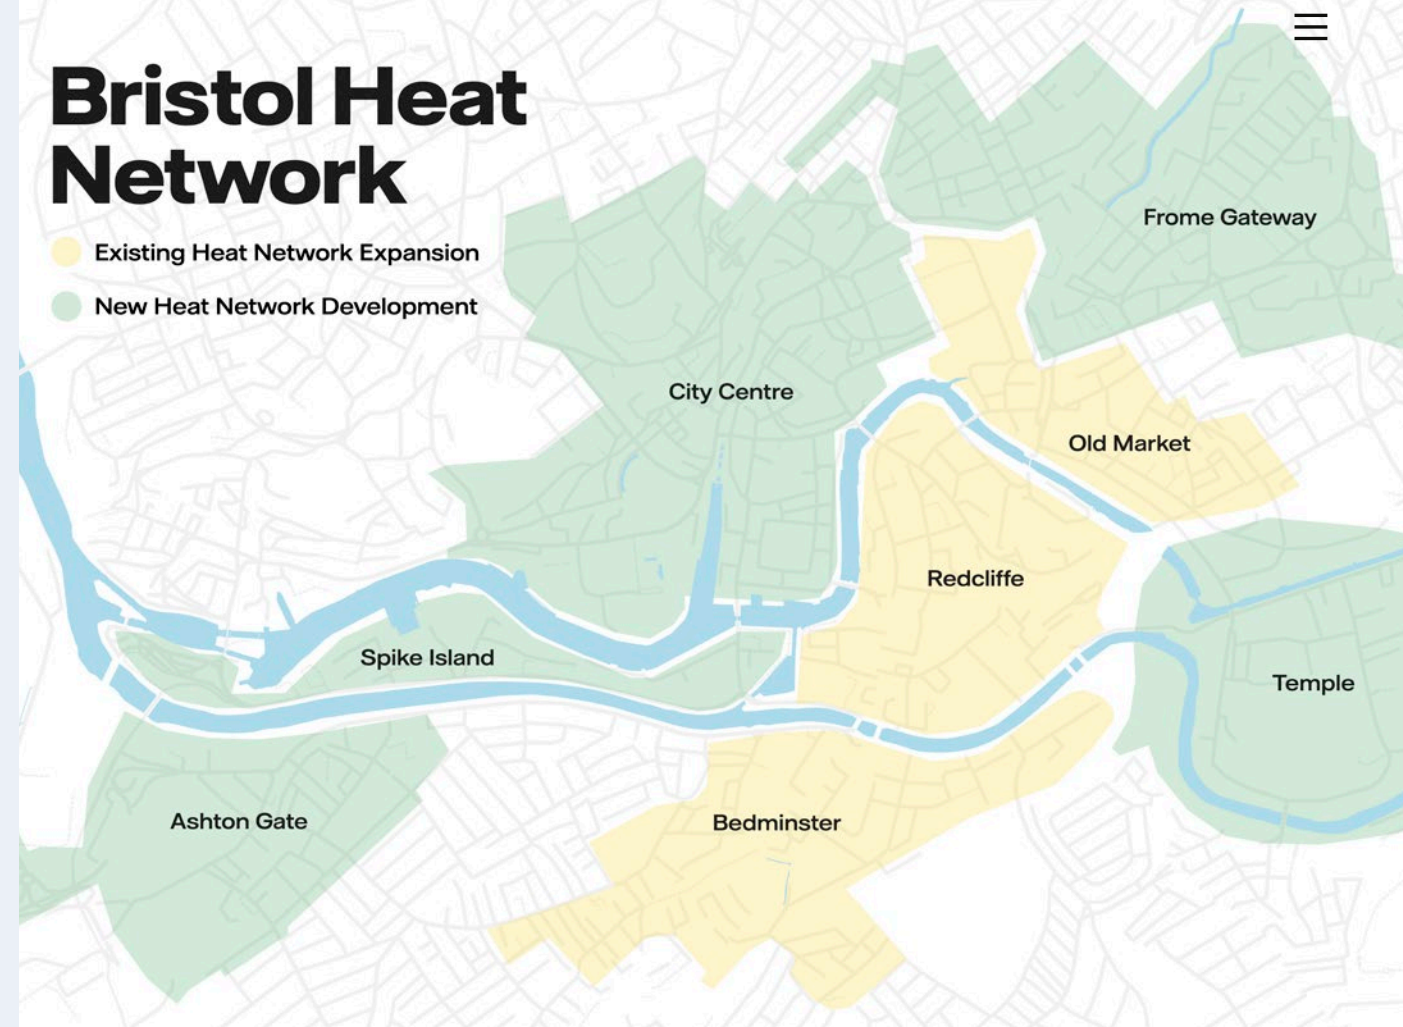 Bristol Heat
Network
Existing Heat Network Expansion
New Heat Network Development
Frome Gateway
City Centre
Old Market
Redcliffe
Spike Island
Temple
Ashton Gate
Bedminster